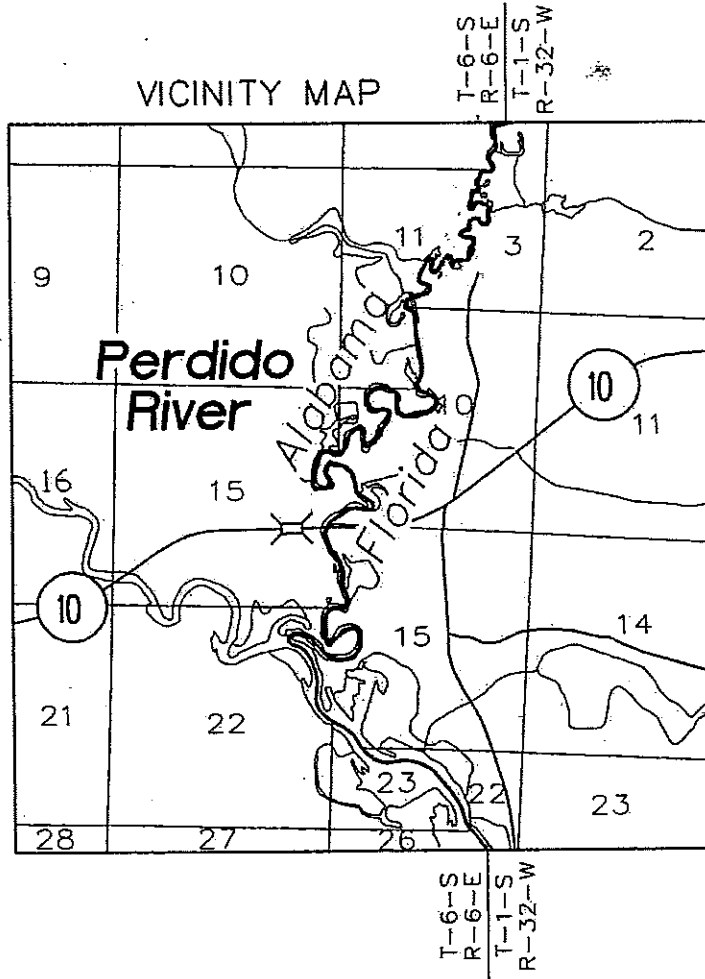 T-6-S
R-6-E
T-1-S
R-32-W
VICINITY MAP
11
3
2
10
9
Perdido
River
Alabama
10
10
11
Florida
16
15
10
15
14
21
22
23
22
23
28
27
26
T-6-S
R-6-E
T-1-S
R-32-W